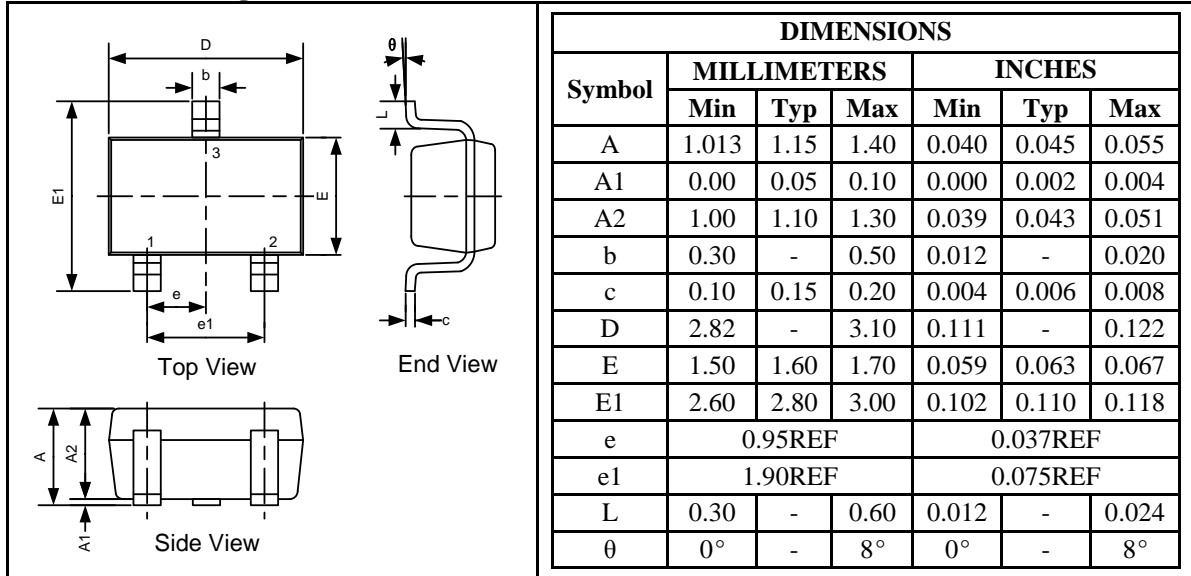 D
b
3
E1
E
1
2
e
e1
Top View
θ
L
c
End View
A
A2
A1
Side View
DIMENSIONS
Symbol MILLIMETERS INCHES
Min Typ Max Min Typ Max
A 1.013 1.15 1.40 0.040 0.045 0.055
A1 0.00 0.05 0.10 0.000 0.002 0.004
A2 1.00 1.10 1.30 0.039 0.043 0.051
b 0.30 - 0.50 0.012 - 0.020
c 0.10 0.15 0.20 0.004 0.006 0.008
D 2.82 - 3.10 0.111 - 0.122
E 1.50 1.60 1.70 0.059 0.063 0.067
E1 2.60 2.80 3.00 0.102 0.110 0.118
e 0.95REF 0.037REF
e1 1.90REF 0.075REF
L 0.30 - 0.60 0.012 - 0.024
θ 0° - 8° 0° - 8°